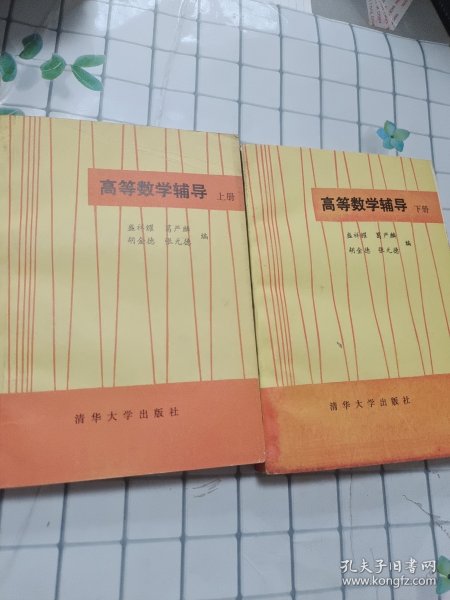 高等数学辅导 上册
盛祥耀 葛严麟
胡金德 张元德 编
清华大学出版社
高等数学辅导 下册
盛祥耀 葛严麟
胡金德 张元德 编
清华大学出版社
孔夫子旧书网
www.kongfz.com